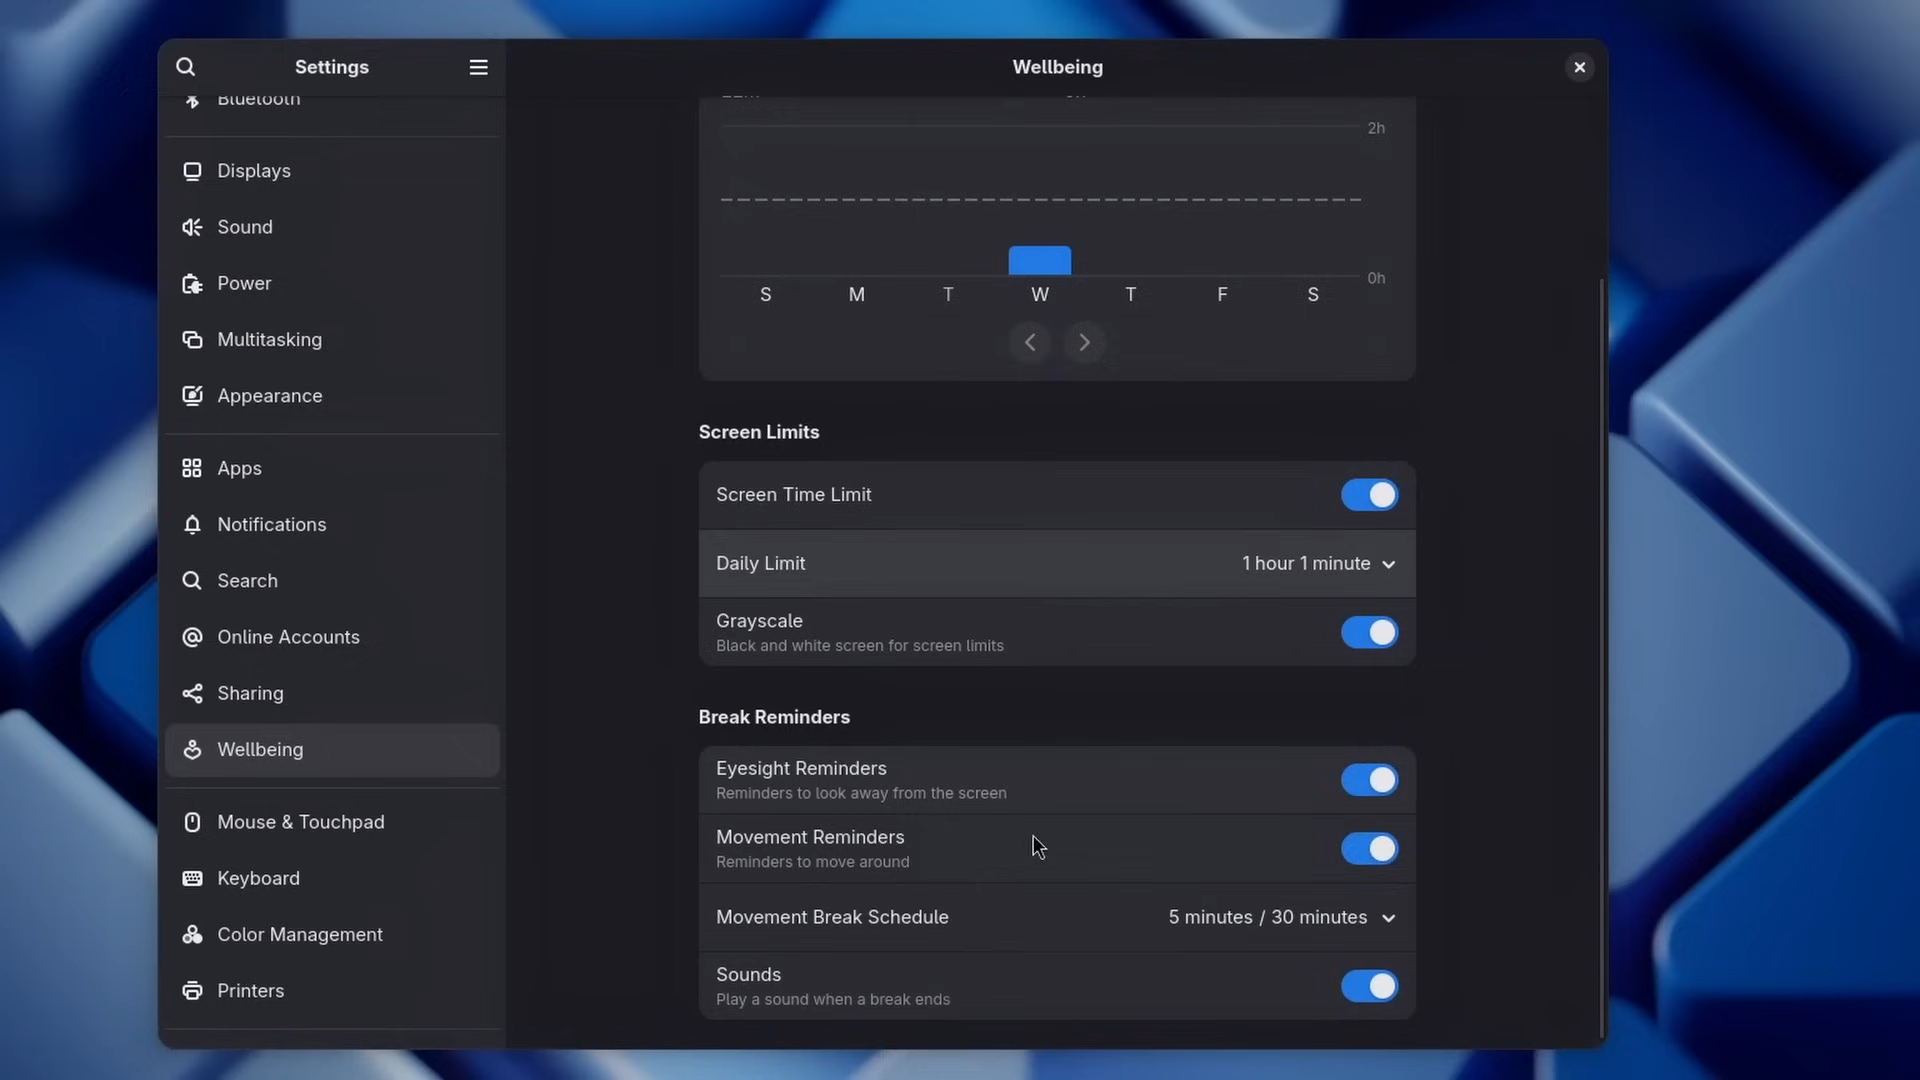 Settings
Wellbeing
Bluetooth
Displays
Sound
Power
Multitasking
Appearance
Apps
Notifications
Search
Online Accounts
Sharing
Wellbeing
Mouse & Touchpad
Keyboard
Color Management
Printers
2h
0h
S M T W T F S
Screen Limits
Screen Time Limit
Daily Limit 1 hour 1 minute
Grayscale
Black and white screen for screen limits
Break Reminders
Eyesight Reminders
Reminders to look away from the screen
Movement Reminders
Reminders to move around
Movement Break Schedule 5 minutes / 30 minutes
Sounds
Play a sound when a break ends